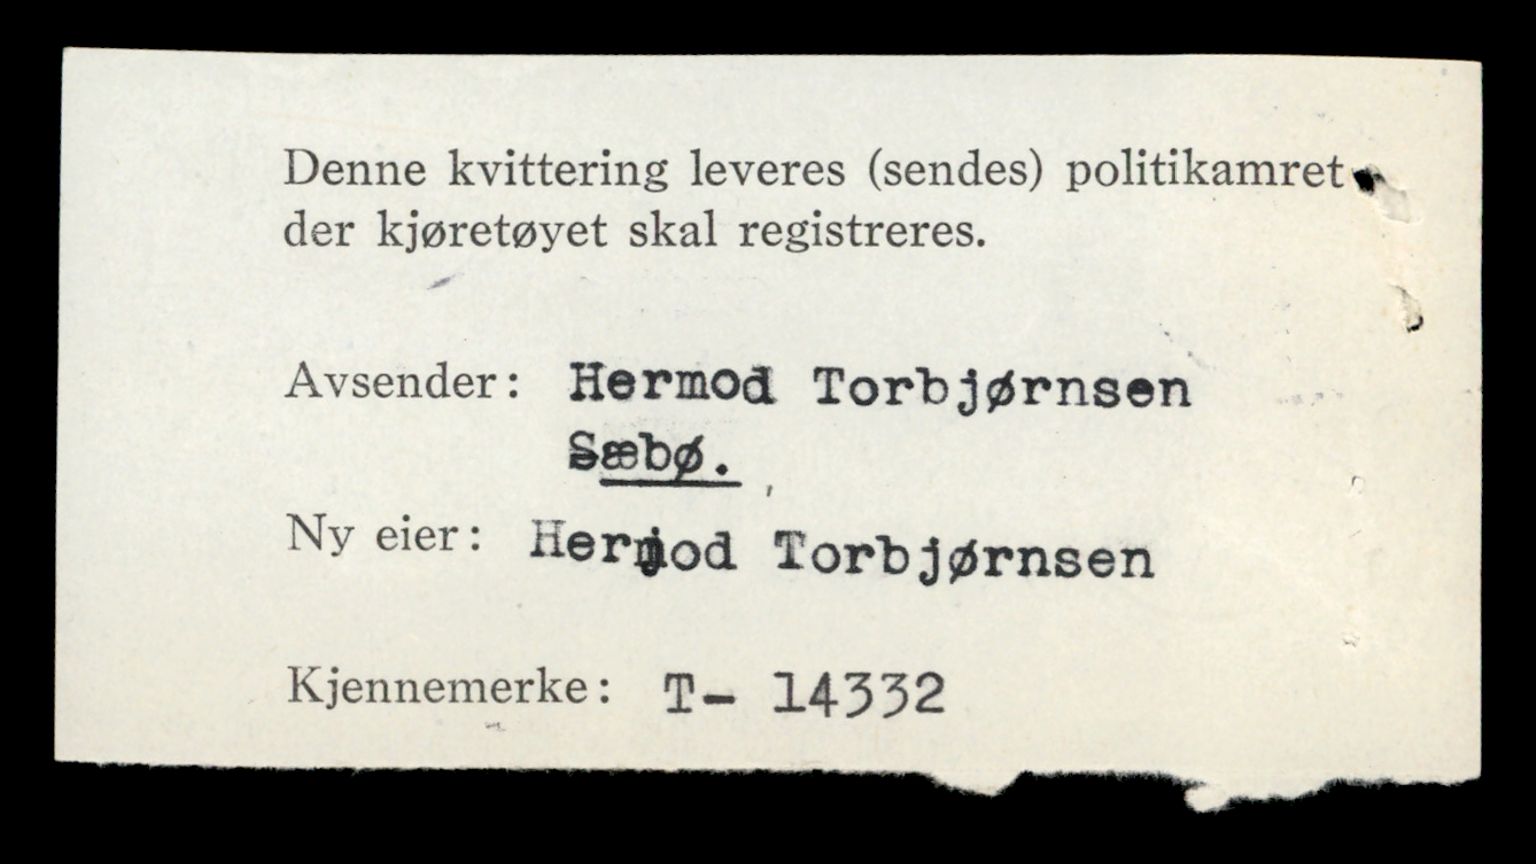 Denne kvittering leveres (sendes) politikamret
der kjøretøyet skal registreres.
Avsender: Hermod Torbjørnsen
Sæbø.
Ny eier: Hermod Torbjørnsen
Kjennemerke: T- 14332